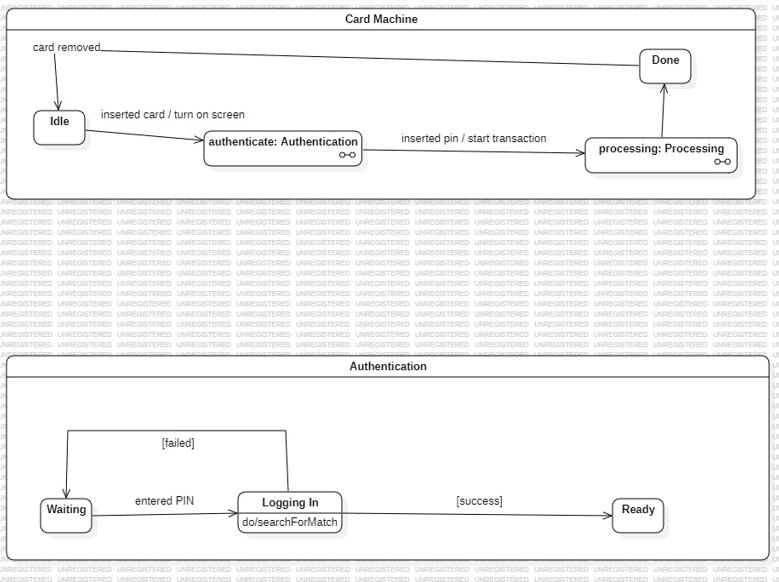 Card Machine
card removed
Done
Idle
inserted card / turn on screen
authenticate: Authentication
inserted pin / start transaction
processing: Processing
Authentication
[failed]
Waiting
entered PIN
Logging In
do/searchForMatch
[success]
Ready